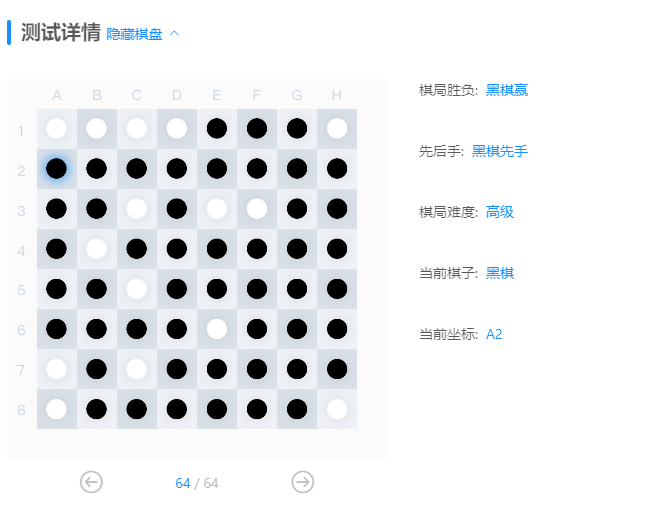 测试详情 隐藏棋盘
A B C D E F G H
1
2
3
4
5
6
7
8
64 / 64
棋局胜负: 黑棋赢
先后手: 黑棋先手
棋局难度: 高级
当前棋子: 黑棋
当前坐标: A2